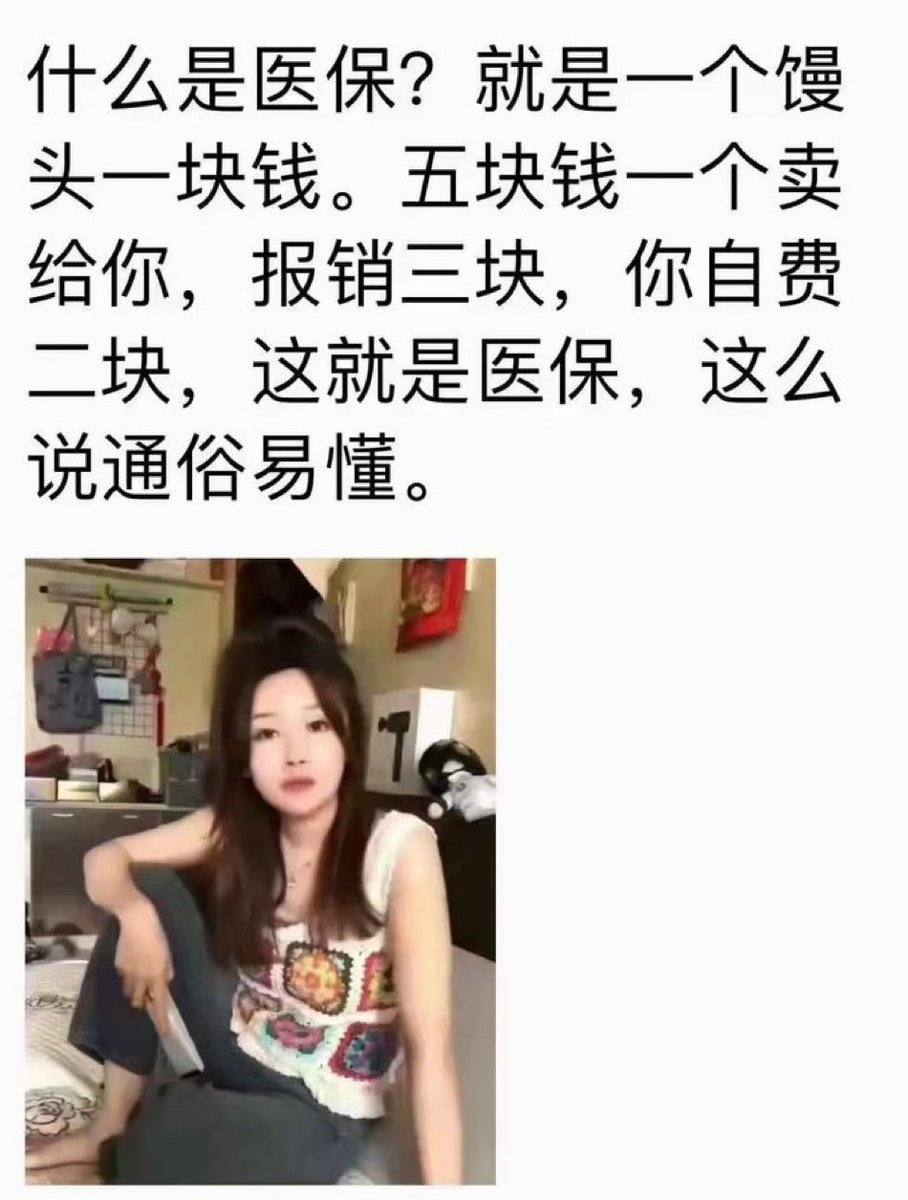 什么是医保？就是一个馒
头一块钱。五块钱一个卖
给你，报销三块，你自费
二块，这就是医保，这么
说通俗易懂。